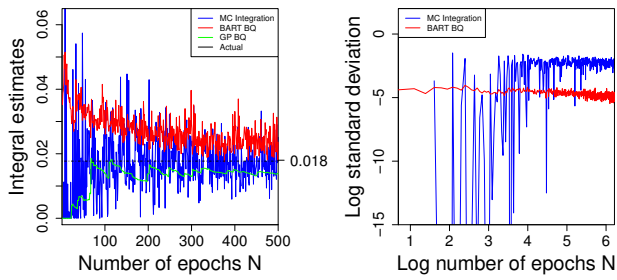 MC Integration
BART BQ
GP BQ
Actual
Integral estimates
0.00
0.02
0.04
0.06
0.018
100 200 300 400 500
Number of epochs N
MC Integration
BART BQ
Log standard deviation
0
−5
−10
−15
1 2 3 4 5 6
Log number of epochs N